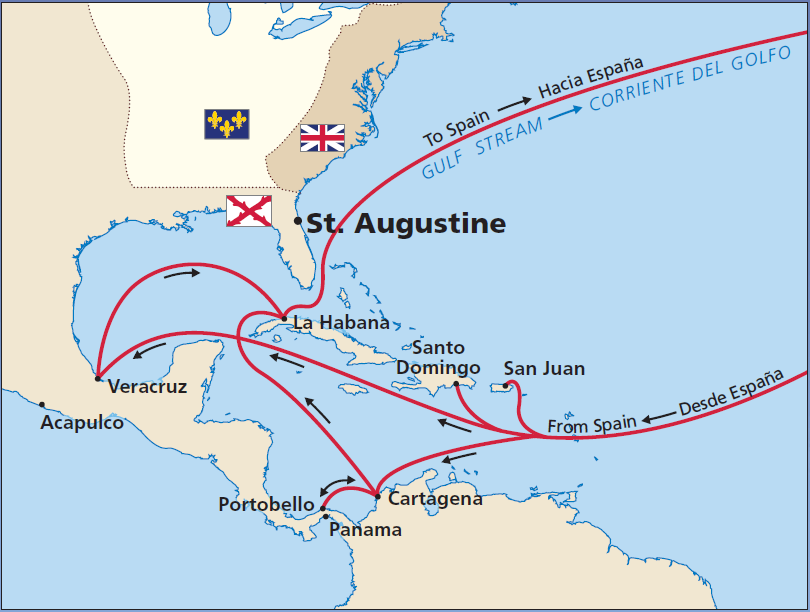 To Spain
Hacia España
GULF STREAM
CORRIENTE DEL GOLFO
St. Augustine
La Habana
Santo
Domingo
San Juan
Veracruz
Acapulco
From Spain
Desde España
Portobello
Cartagena
Panama